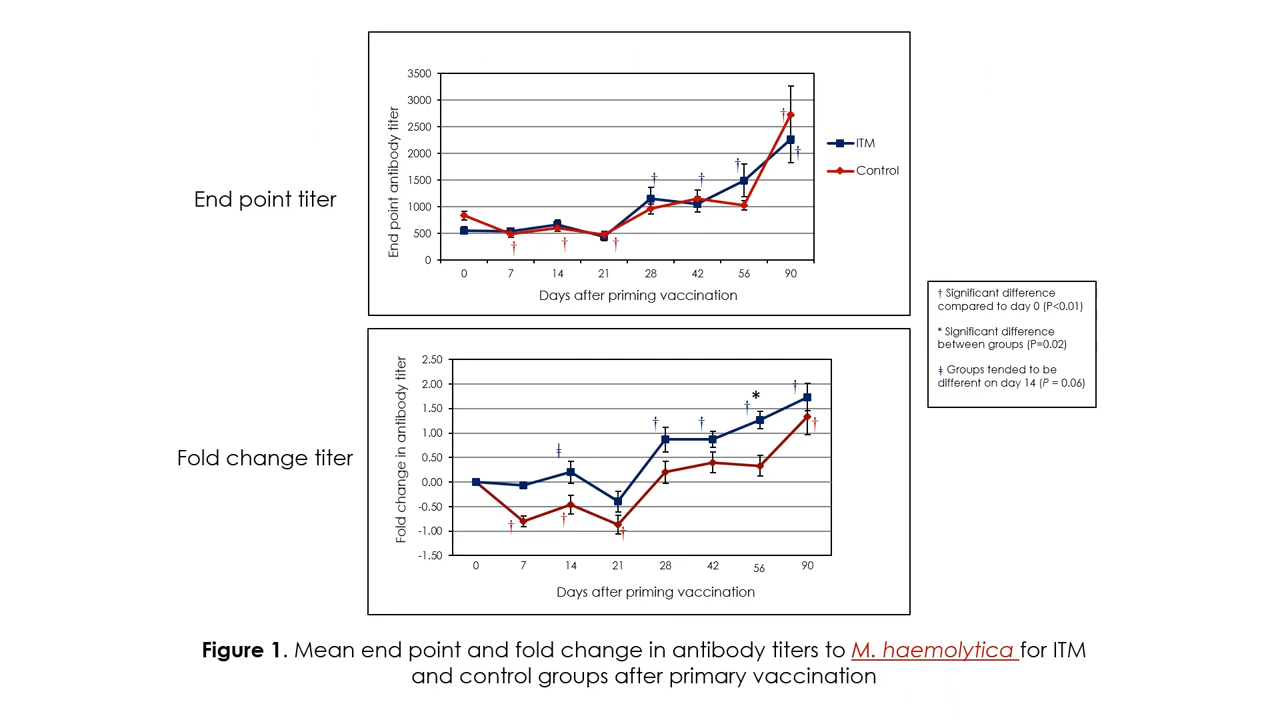 End point titer
3500
3000
2500
2000
1500
1000
500
0
End point antibody titer
†
†
†
†
†
†
†
†
0 7 14 21 28 42 56 90
Days after priming vaccination
ITM
Control
† Significant difference
compared to day 0 (P<0.01)
* Significant difference
between groups (P=0.02)
ǂ Groups tended to be
different on day 14 (P = 0.06)
Fold change titer
2.50
2.00
1.50
1.00
0.50
0.00
-0.50
-1.00
-1.50
Fold change in antibody titer
†
†
ǂ
†
†
†
†
*
†
†
0 7 14 21 28 42 56 90
Days after priming vaccination
Figure 1. Mean end point and fold change in antibody titers to M. haemolytica for ITM
and control groups after primary vaccination